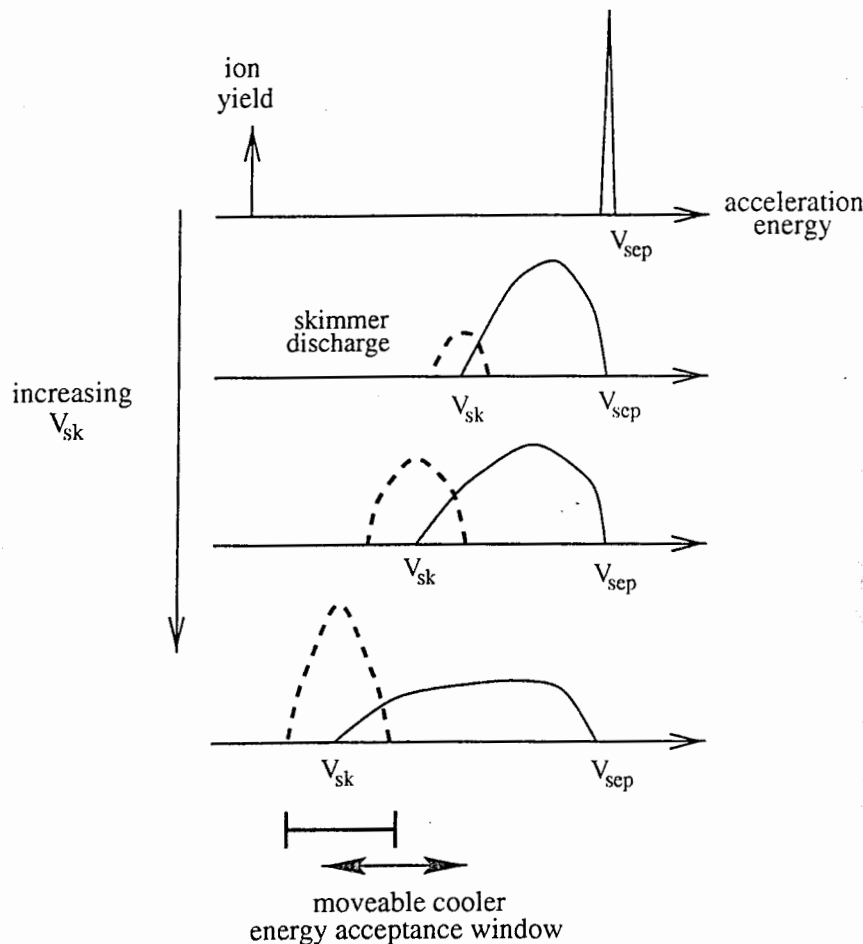 ion
yield
acceleration
energy
V_sep
skimmer
discharge
V_sk
V_sep
increasing
V_sk
V_sk
V_sep
V_sk
V_sep
moveable cooler
energy acceptance window